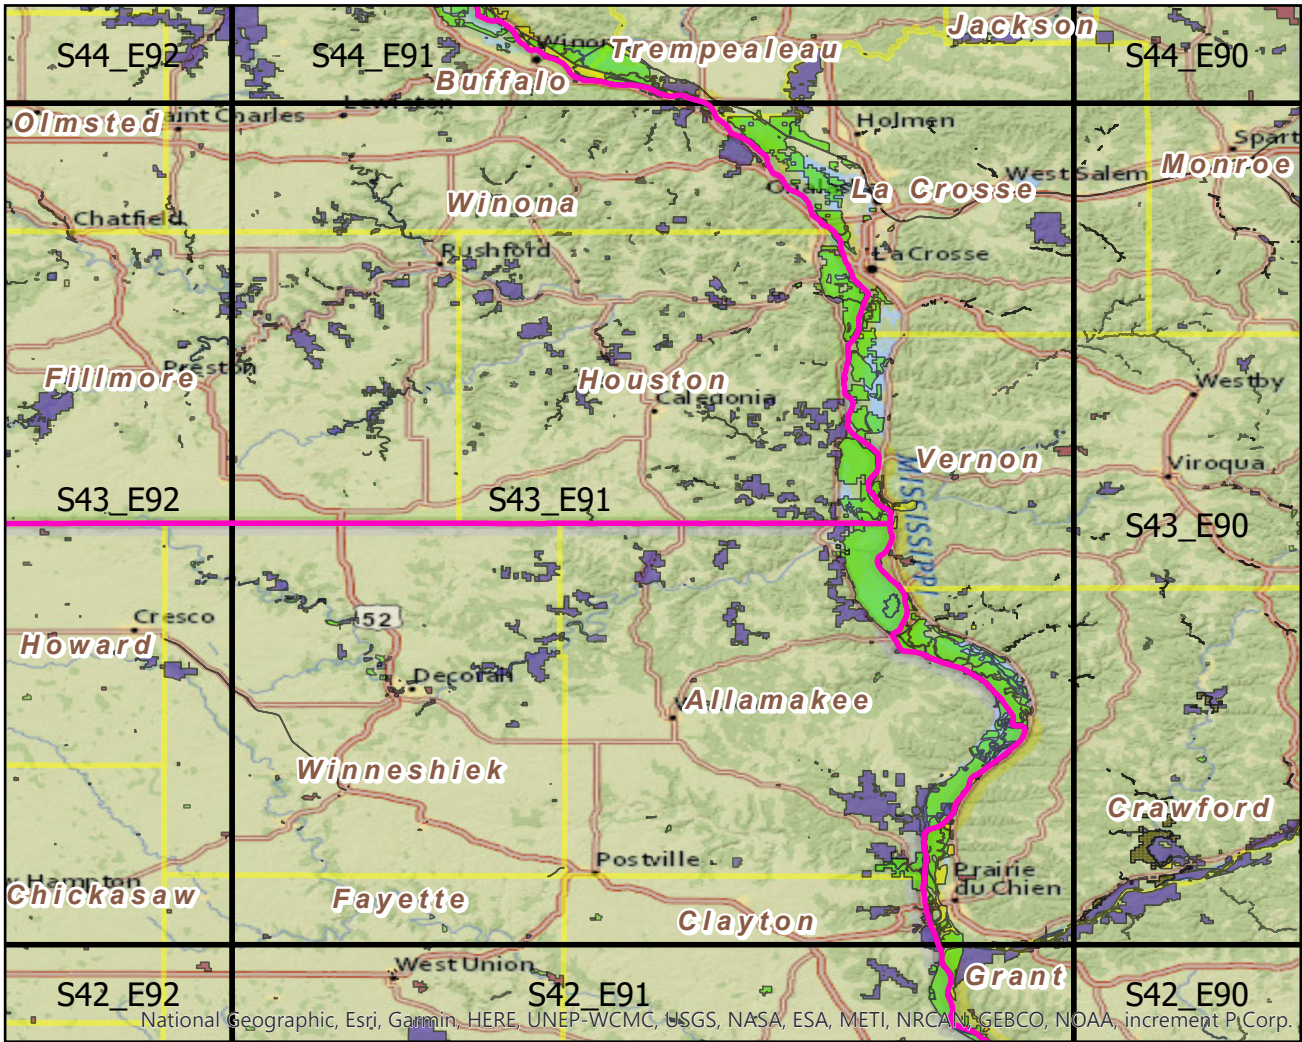 Jackson
S44_E92
S44_E91
Trempealeau
S44_E90
Buffalo
Olmsted
aint Charles
Holmen
Spart
Monroe
West Salem
La Crosse
Winona
Chatfield
Rushford
La Crosse
Fillmore
Preston
Houston
Caledonia
Westby
Vernon
Viroqua
MISSISSIPPI
S43_E92
S43_E91
S43_E90
Cresco
52
Howard
Decorah
Allamakee
Winneshiek
Crawford
Postville
Prairie
du Chien
Hampton
Chickasaw
Fayette
Clayton
West Union
Grant
S42_E92
S42_E91
S42_E90
National Geographic, Esri, Garmin, HERE, UNEP-WCMC, USGS, NASA, ESA, METI, NRCAN, GEBCO, NOAA, increment P Corp.